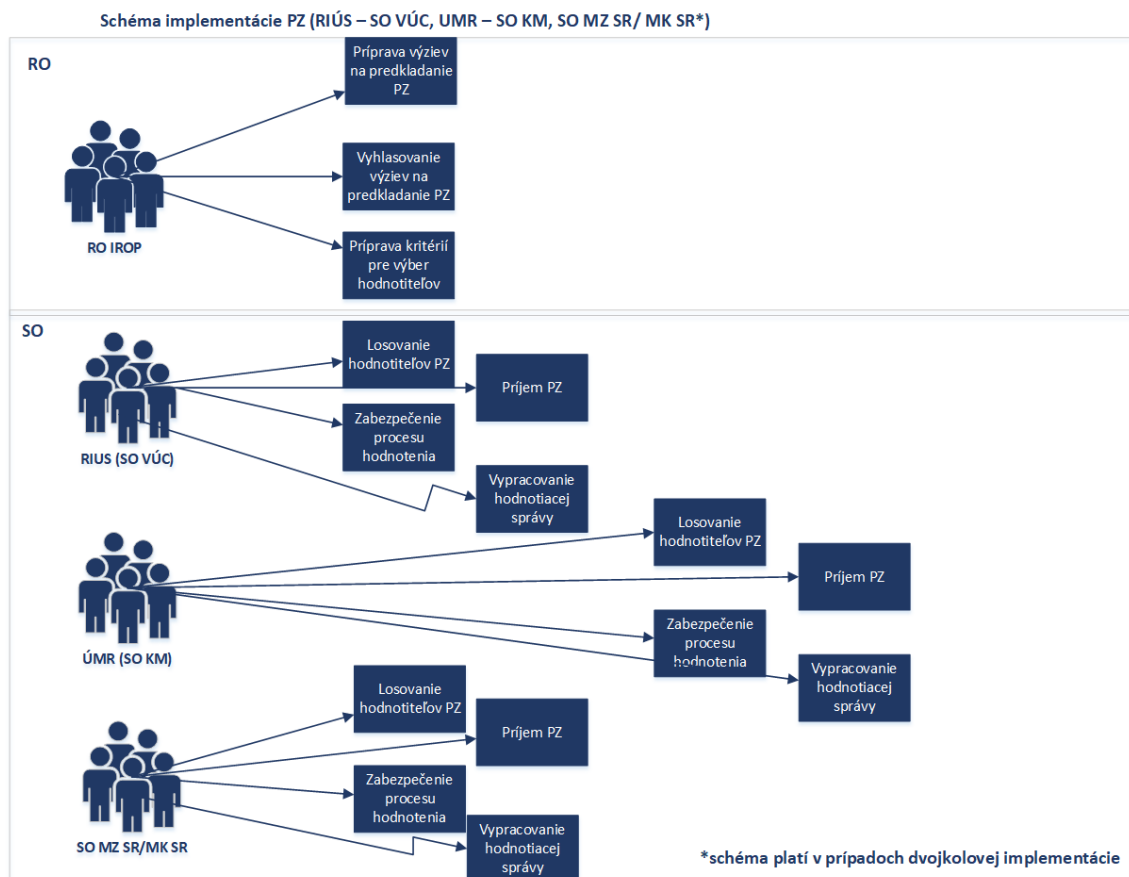 Schéma implementácie PZ (RIÚS – SO VÚC, UMR – SO KM, SO MZ SR/ MK SR*)
RO
Príprava výziev
na predkladanie
PZ
Vyhlasovanie
výziev na
predkladanie PZ
RO IROP
Príprava kritérií
pre výber
hodnotiteľov
SO
Losovanie
hodnotiteľov PZ
Príjem PZ
Zabezpečenie
procesu
hodnotenia
RIUS (SO VÚC)
Vypracovanie
hodnotiacej
správy
Losovanie
hodnotiteľov PZ
Príjem PZ
Zabezpečenie
procesu
hodnotenia
ÚMR (SO KM)
Vypracovanie
hodnotiacej
správy
Losovanie
hodnotiteľov PZ
Príjem PZ
Zabezpečenie
procesu
hodnotenia
SO MZ SR/MK SR
Vypracovanie
hodnotiacej
správy
*schéma platí v prípadoch dvojkolovej implementácie